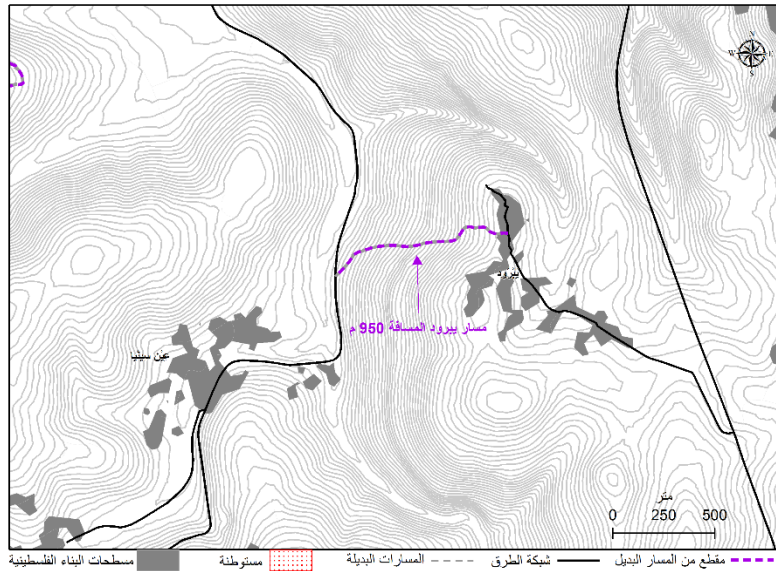 N
W E
S
يبرود
مسار يبرود المسافة 950 م
عين سينيا
متر
0 250 500
مقطع من المسار البديل
شبكة الطرق
المسارات البديلة
مستوطنة
مسطحات البناء الفلسطينية